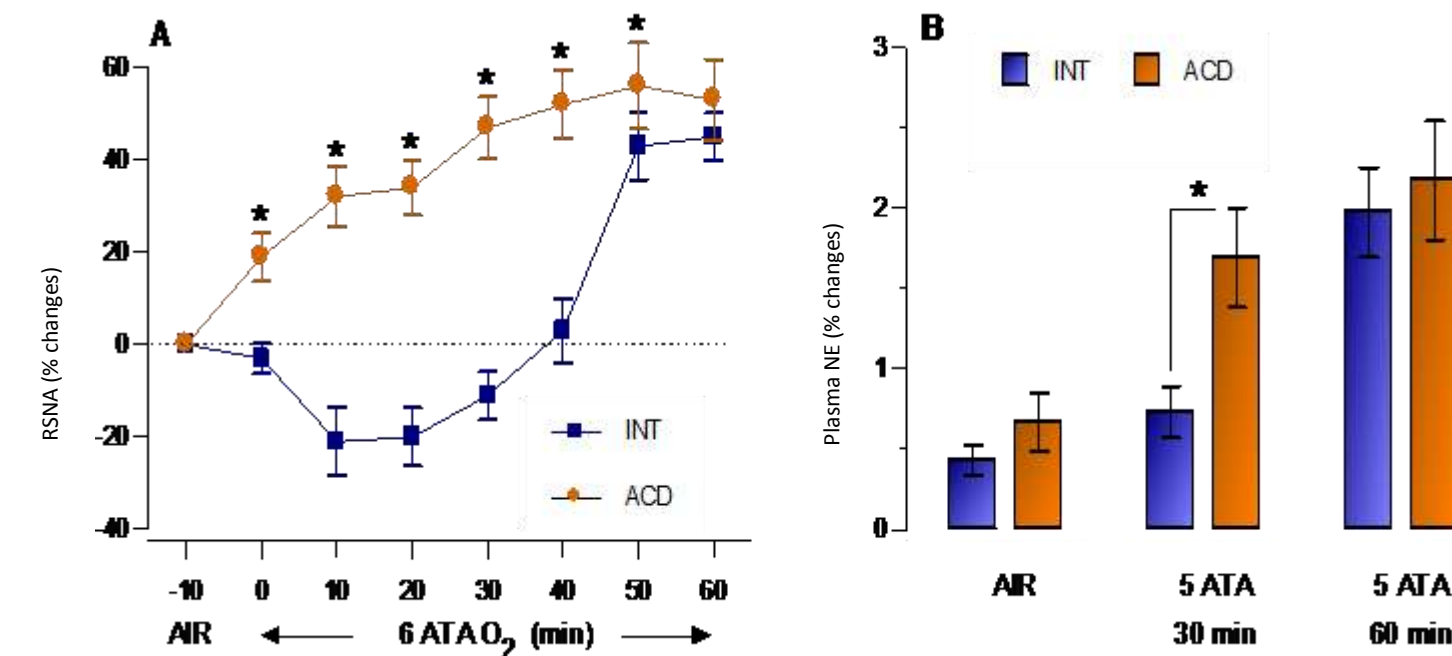 A
*
*
*
*
*
*
60
40
20
0
-20
-40
RSNA (% changes)
INT
ACD
-10 0 10 20 30 40 50 60
AIR 6 ATA O2 (min)
B
INT ACD
*
3
2
1
0
Plasma NE (% changes)
AIR 5 ATA 5 ATA
30 min 60 min